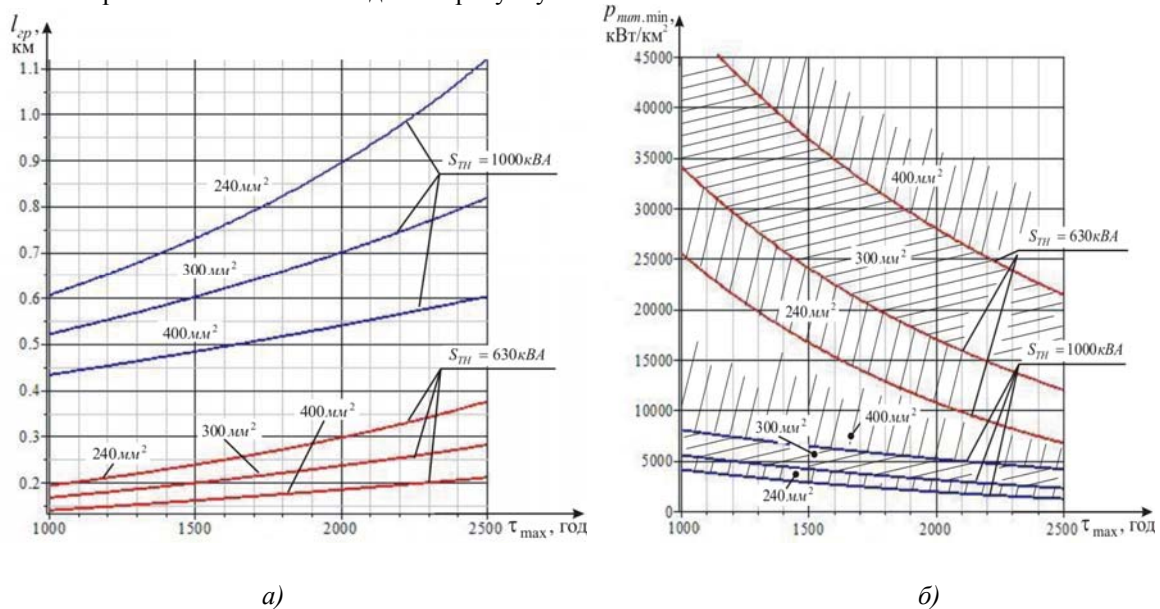 l_гр,
км
1.1
1.0
0.9
0.8
0.7
0.6
0.5
0.4
0.3
0.2
240мм²
300мм²
400мм²
S_ТН = 1000кВА
S_ТН = 630кВА
400мм²
300мм²
240мм²
1000 1500 2000 2500 τ_max, год
а)
p_пит.min,
кВт/км²
45000
40000
35000
30000
25000
20000
15000
10000
5000
0
400мм²
S_ТН = 630кВА
300мм²
240мм²
S_ТН = 1000кВА
400мм²
300мм²
240мм²
1000 1500 2000 2500 τ_max, год
б)